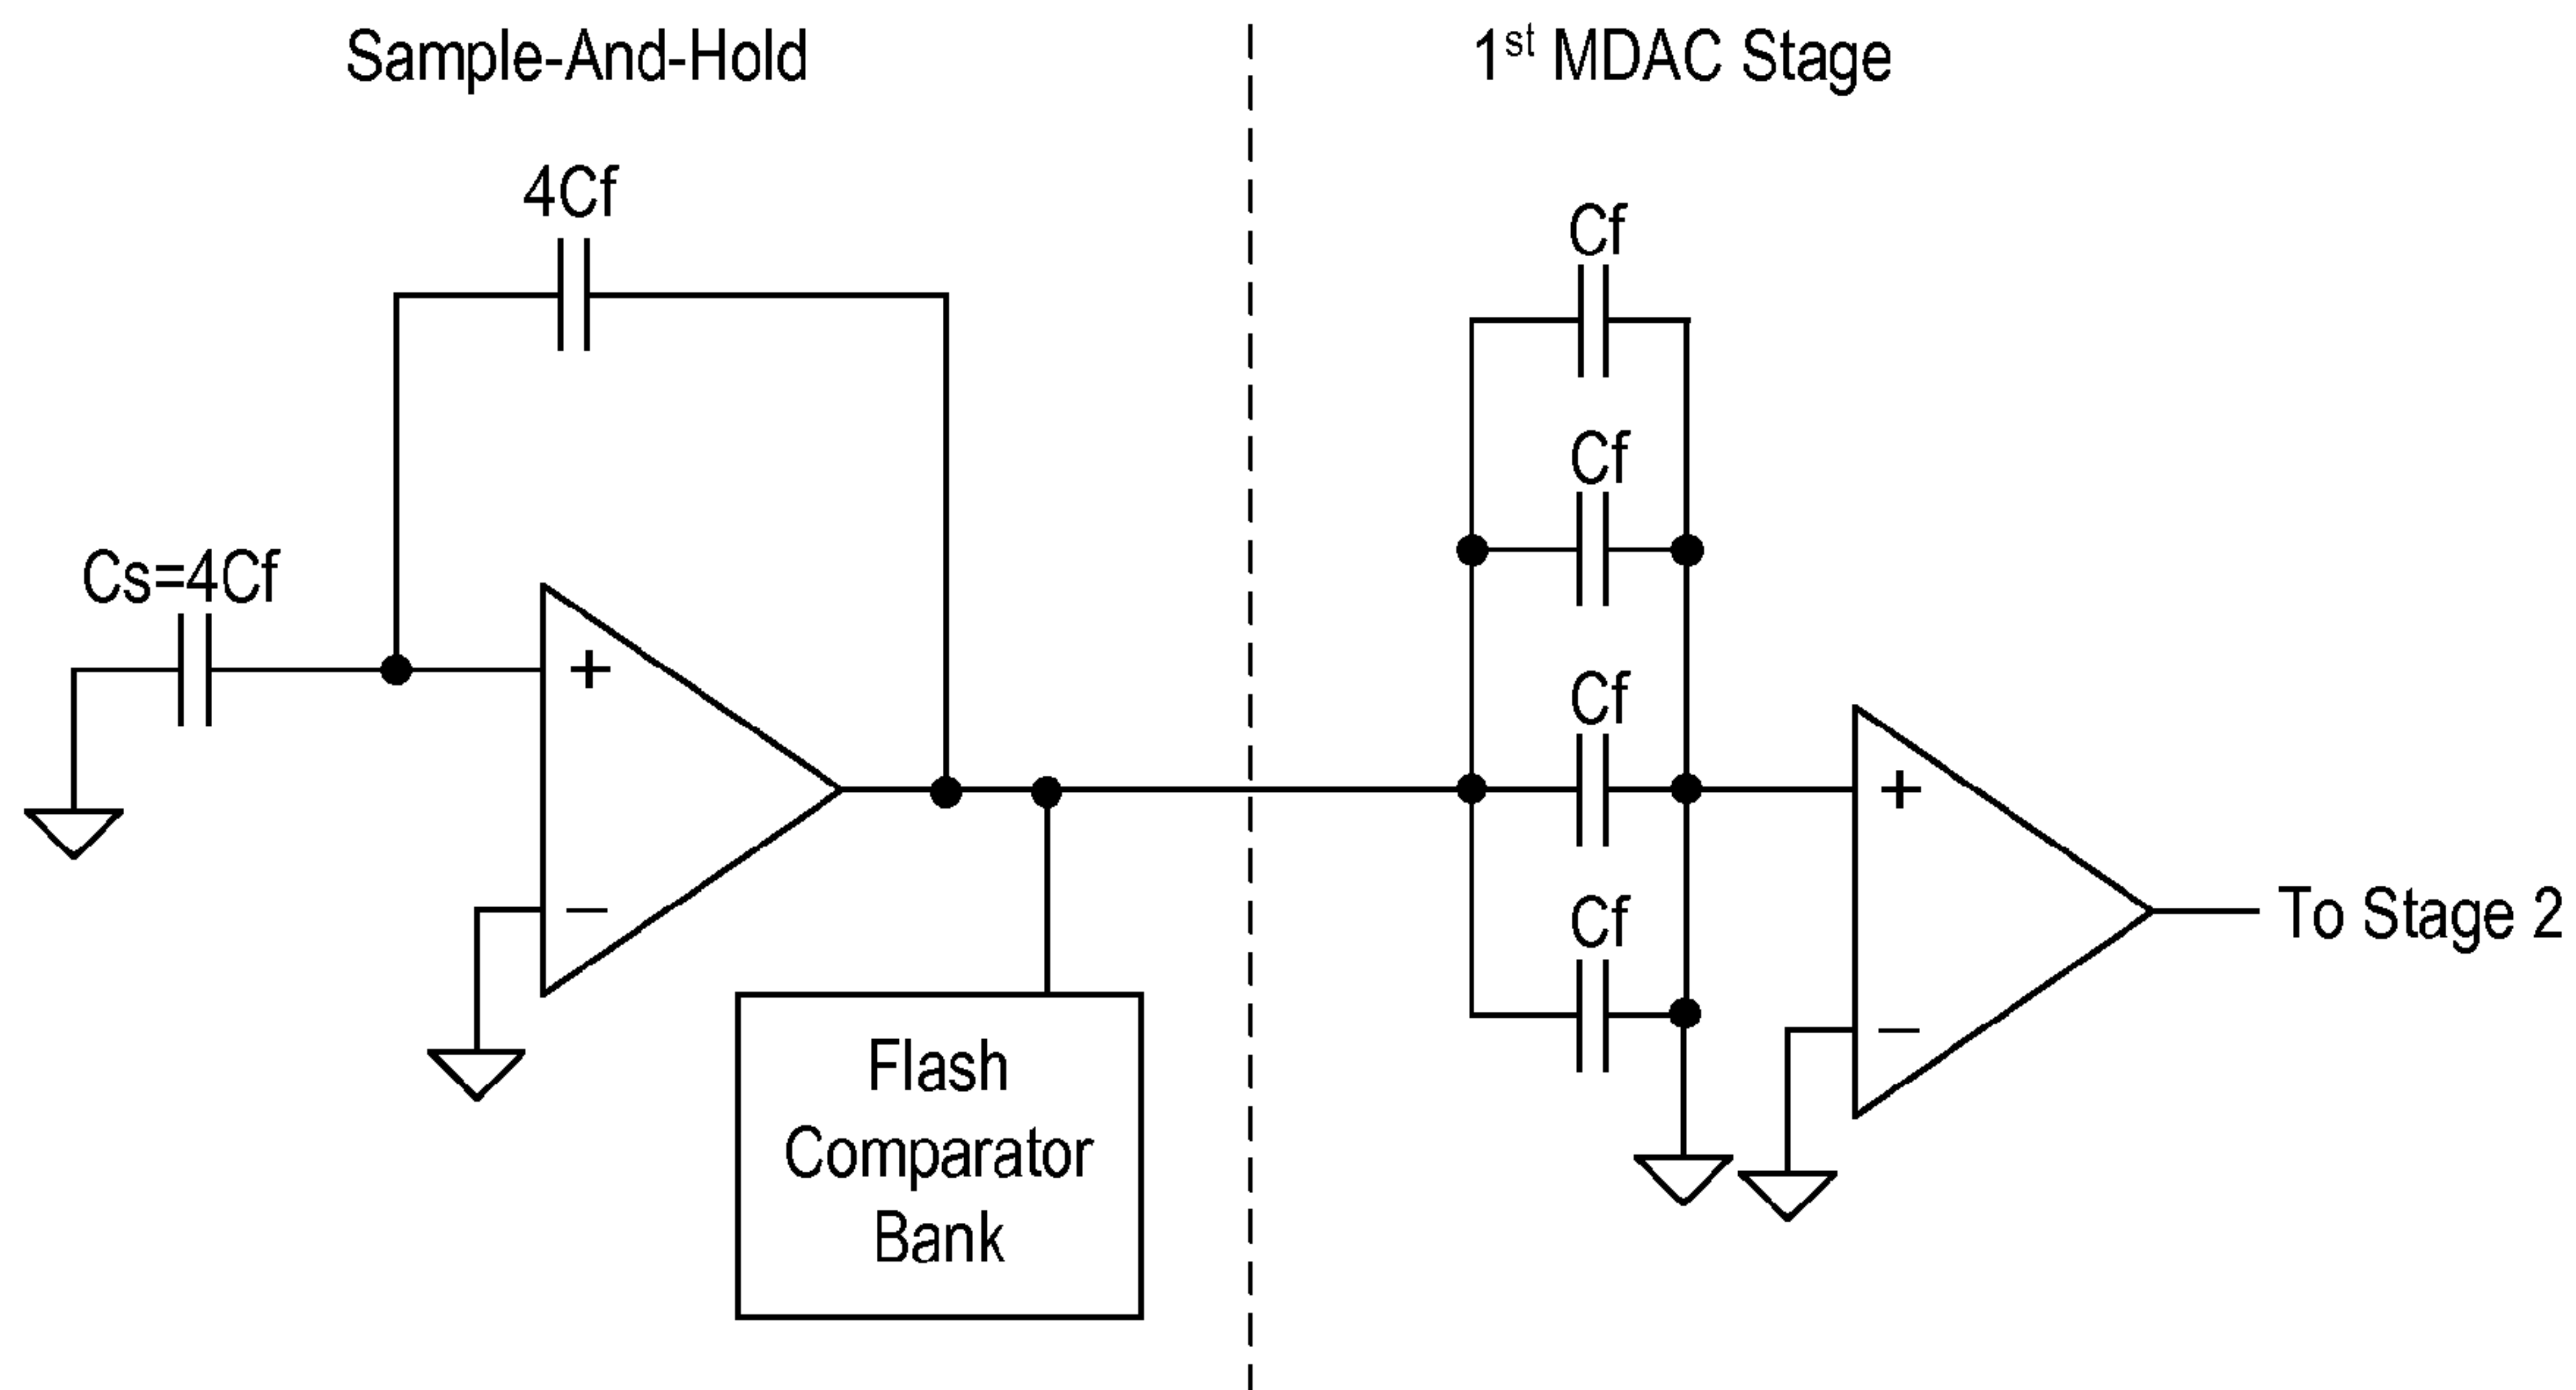 Sample-And-Hold
1st MDAC Stage
4Cf
Cf
Cf
Cs=4Cf
Cf
Cf
+
−
+
−
To Stage 2
Flash
Comparator
Bank